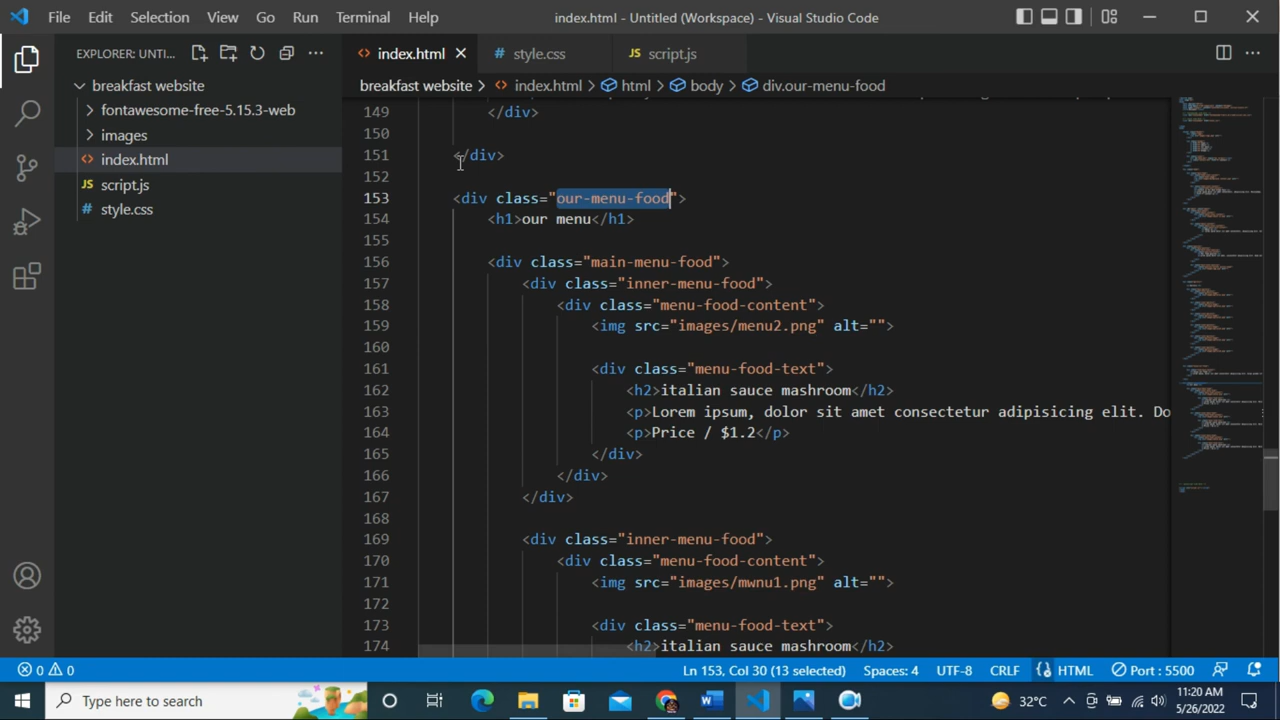 File Edit Selection View Go Run Terminal Help
index.html - Untitled (Workspace) - Visual Studio Code
EXPLORER: UNTI...
breakfast website
fontawesome-free-5.15.3-web
images
index.html
script.js
style.css
index.html
style.css
JS script.js
breakfast website > index.html > html > body > div.our-menu-food
149 </div>
150
151 </div>
152
153 <div class="our-menu-food">
154 <h1>our menu</h1>
155
156 <div class="main-menu-food">
157 <div class="inner-menu-food">
158 <div class="menu-food-content">
159 <img src="images/menu2.png" alt="">
160
161 <div class="menu-food-text">
162 <h2>italian sauce mashroom</h2>
163 <p>Lorem ipsum, dolor sit amet consectetur adipisicing elit. Do
164 <p>Price / $1.2</p>
165 </div>
166 </div>
167 </div>
168
169 <div class="inner-menu-food">
170 <div class="menu-food-content">
171 <img src="images/mwnu1.png" alt="">
172
173 <div class="menu-food-text">
174 <h2>italian sauce mashroom</h2>
0 0
Ln 153, Col 30 (13 selected) Spaces: 4 UTF-8 CRLF HTML Port : 5500
Type here to search
32°C
11:20 AM
5/26/2022